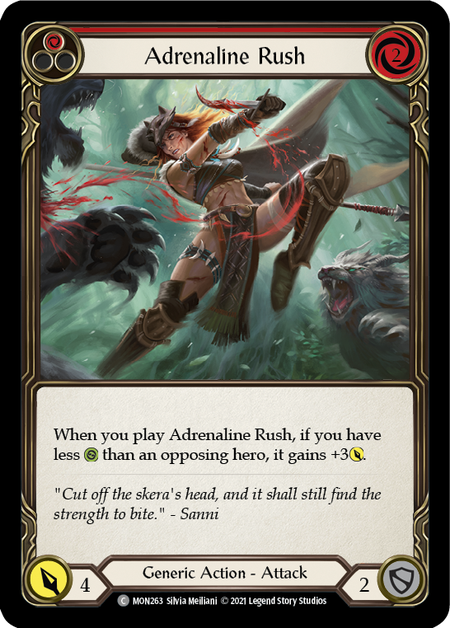 Adrenaline Rush
2
When you play Adrenaline Rush, if you have
less than an opposing hero, it gains +3 .
"Cut off the skera's head, and it shall still find the
strength to bite." - Sanni
4
Generic Action - Attack
2
C MON263 Silvia Meiliani © 2021 Legend Story Studios